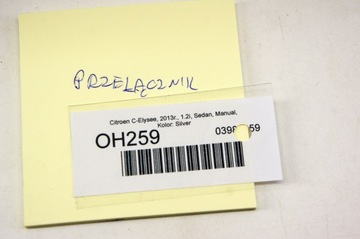 PRZEŁĄCZNIK
Citroen C-Elysee, 2013r., 1.2i, Sedan, Manual,
Kolor: Silver
OH259